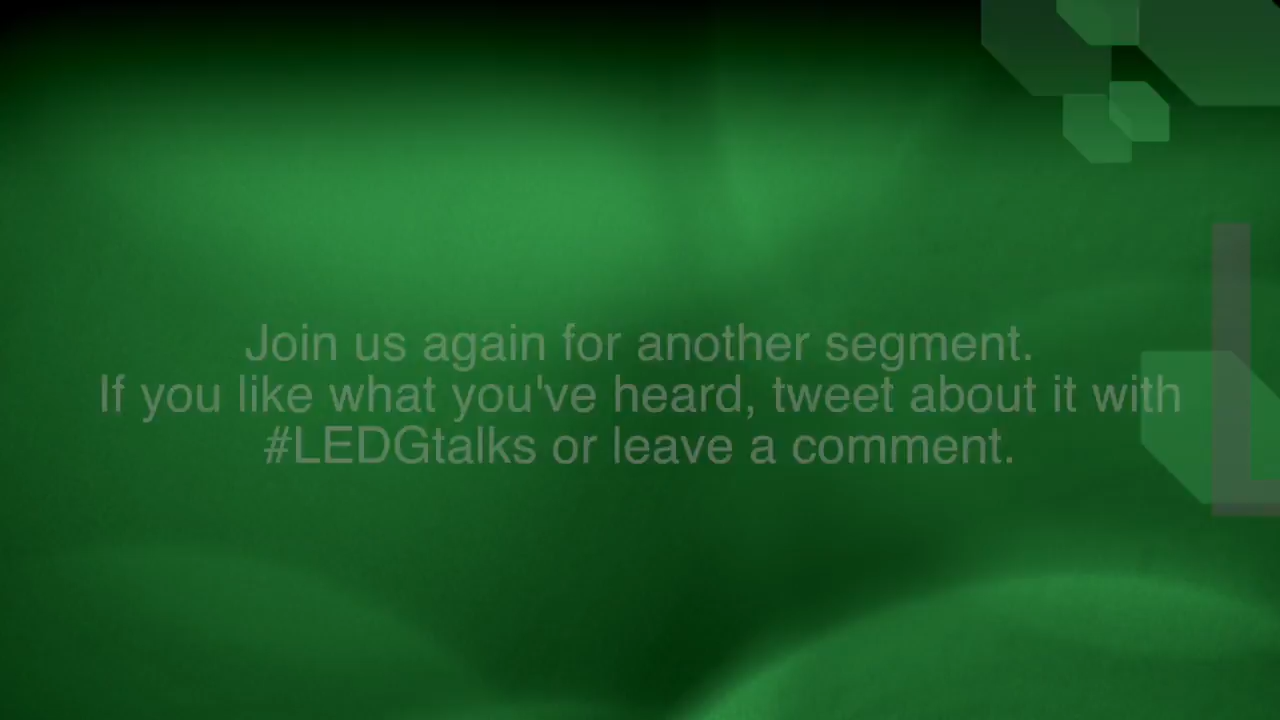 Join us again for another segment.
If you like what you've heard, tweet about it with
#LEDGtalks or leave a comment.
L